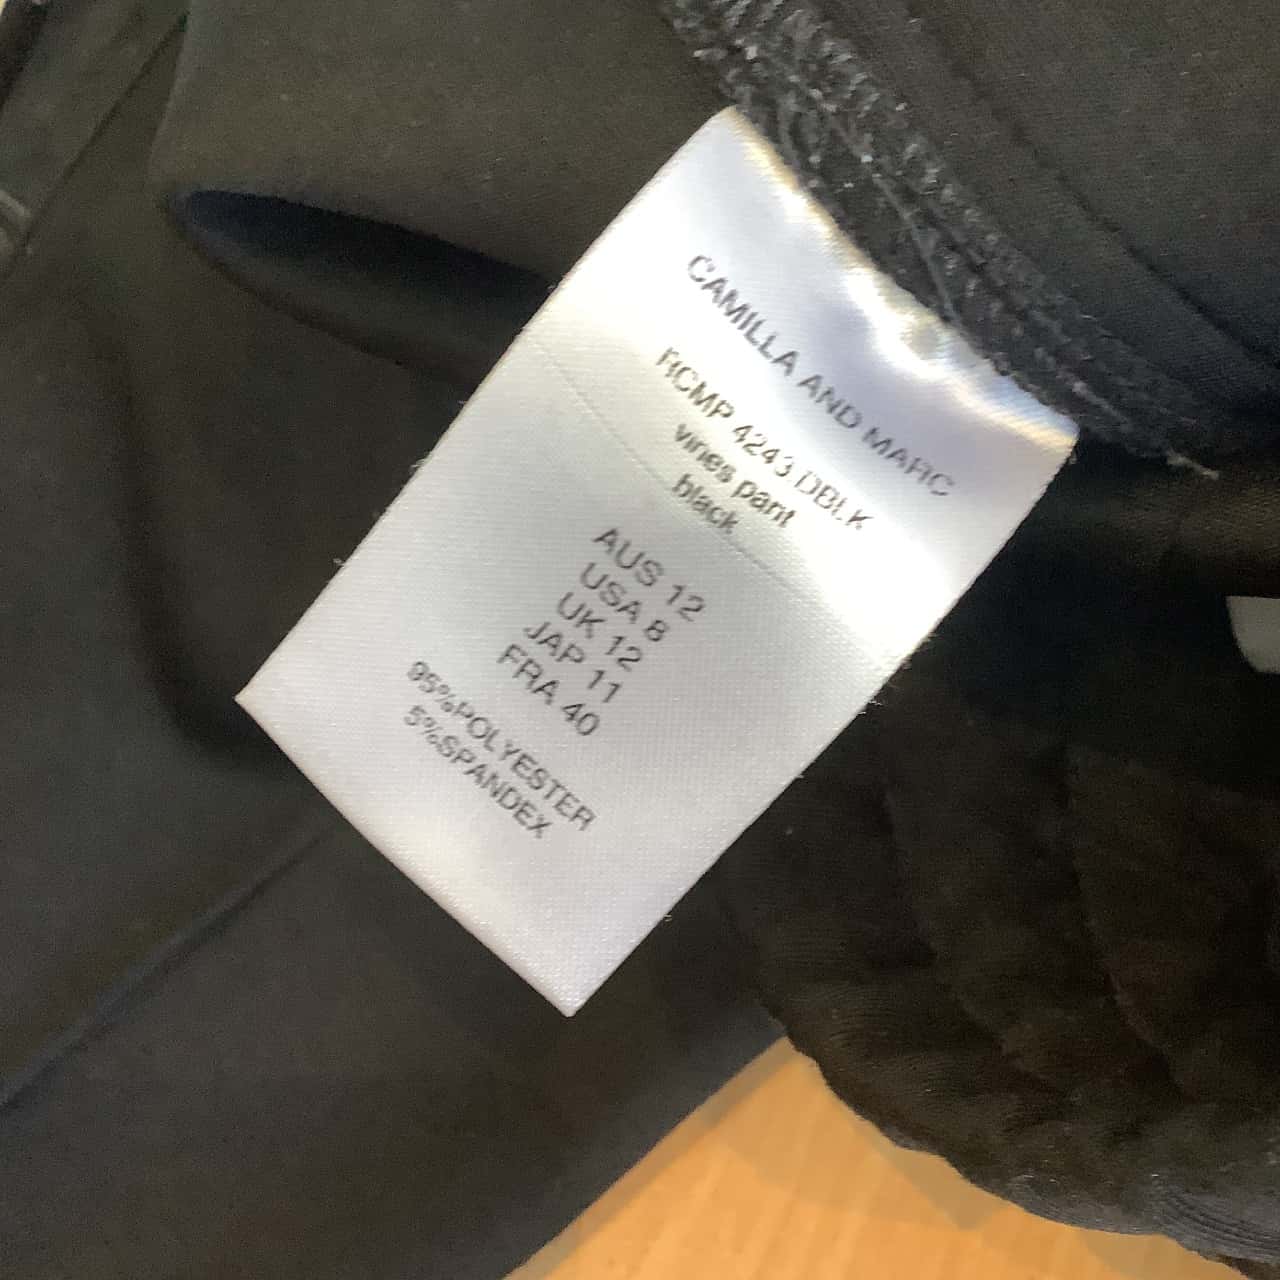 CAMILLA AND MARC
RCMP 4243 DBLK
vines pant
black
AUS 12
USA 8
UK 12
JAP 11
FRA 40
95%POLYESTER
5%SPANDEX